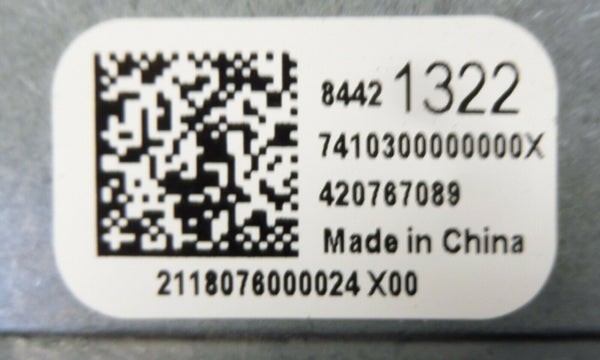 8442 1322
7410300000000X
420767089
Made in China
2118076000024 X00